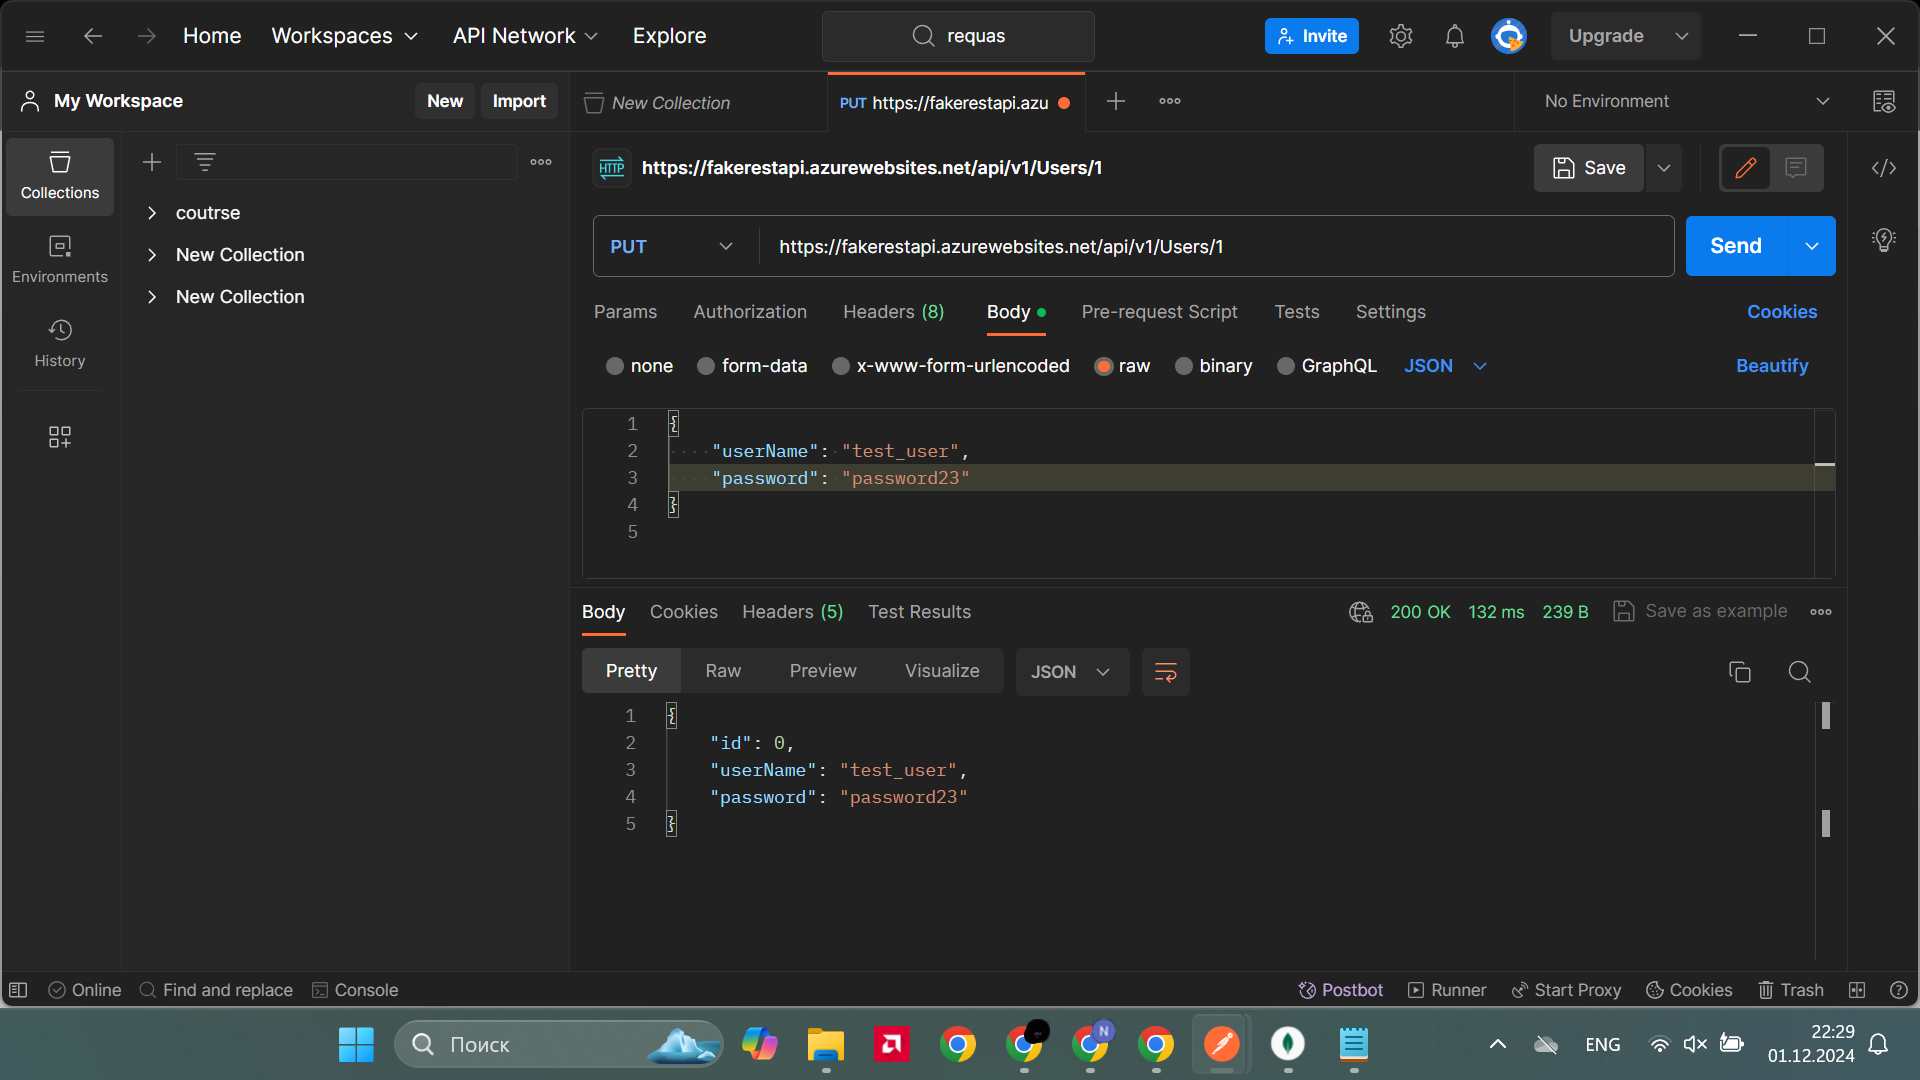 Home Workspaces API Network Explore requas Invite Upgrade
My Workspace New Import New Collection PUT https://fakerestapi.azu No Environment
HTTP https://fakerestapi.azurewebsites.net/api/v1/Users/1 Save
Collections
coutrse
New Collection
New Collection
Environments
History
PUT https://fakerestapi.azurewebsites.net/api/v1/Users/1 Send
Params Authorization Headers (8) Body Pre-request Script Tests Settings Cookies
none form-data x-www-form-urlencoded raw binary GraphQL JSON Beautify
1 {
2 "userName": "test_user",
3 "password": "password23"
4 }
5
Body Cookies Headers (5) Test Results 200 OK 132 ms 239 B Save as example
Pretty Raw Preview Visualize JSON
1 {
2 "id": 0,
3 "userName": "test_user",
4 "password": "password23"
5 }
Online Find and replace Console Postbot Runner Start Proxy Cookies Trash
Поиск N ENG 22:29
01.12.2024